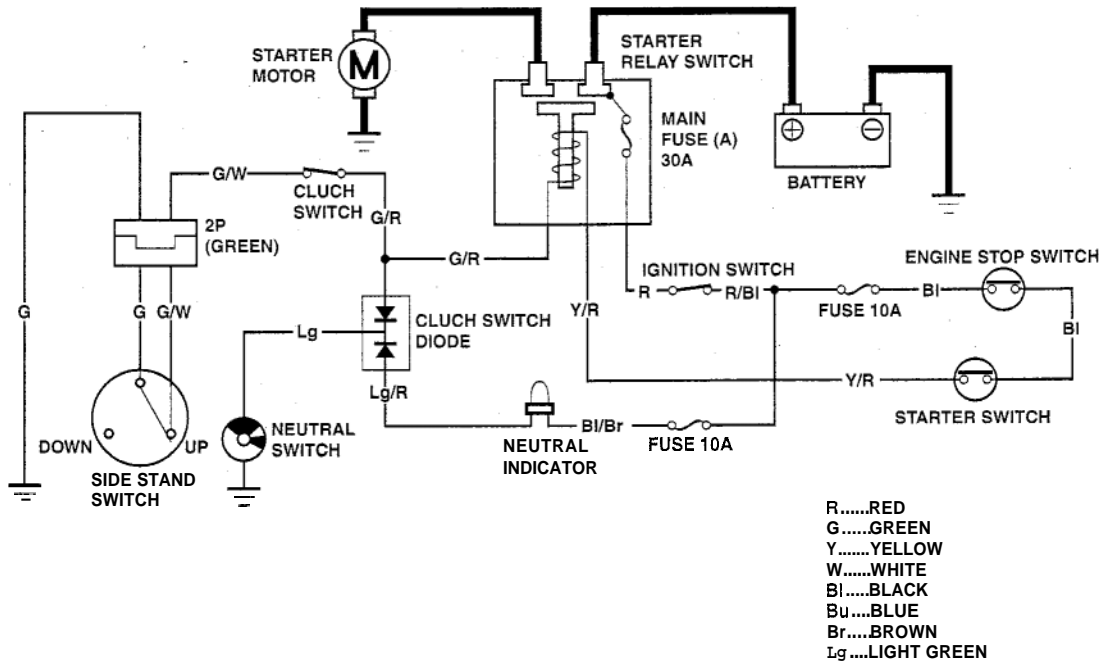 STARTER
MOTOR
M
STARTER
RELAY SWITCH
MAIN
FUSE (A)
30A
BATTERY
G/W
CLUCH
SWITCH
G/R
2P
(GREEN)
G/R
IGNITION SWITCH
ENGINE STOP SWITCH
R
R/Bl
FUSE 10A
Bl
G
G
G/W
Lg
CLUCH SWITCH
DIODE
Y/R
Bl
Lg/R
Y/R
STARTER SWITCH
DOWN
UP
SIDE STAND
SWITCH
NEUTRAL
SWITCH
Bl/Br
FUSE 10A
NEUTRAL
INDICATOR
R......RED
G......GREEN
Y.......YELLOW
W......WHITE
Bl.....BLACK
Bu....BLUE
Br.....BROWN
Lg....LIGHT GREEN